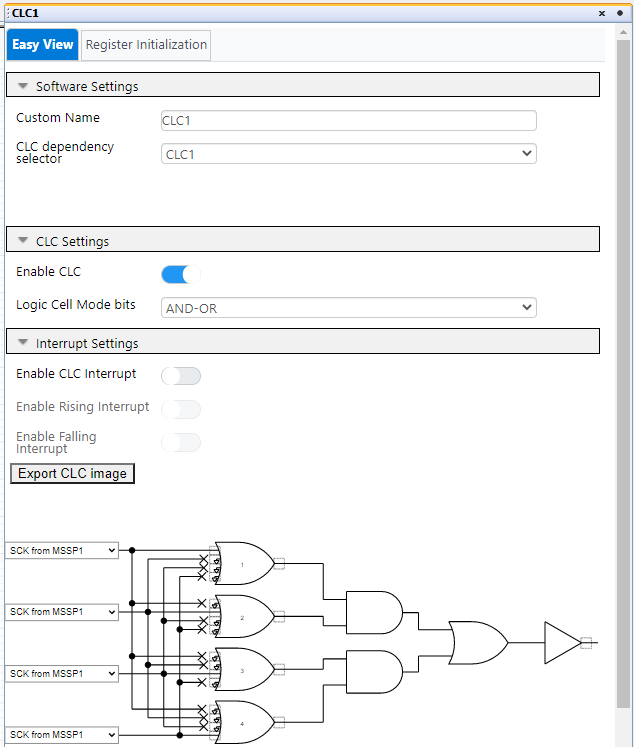 CLC1
Easy View
Register Initialization
Software Settings
Custom Name
CLC1
CLC dependency
selector
CLC1
CLC Settings
Enable CLC
Logic Cell Mode bits
AND-OR
Interrupt Settings
Enable CLC Interrupt
Enable Rising Interrupt
Enable Falling
Interrupt
Export CLC image
SCK from MSSP1
1
SCK from MSSP1
2
SCK from MSSP1
3
SCK from MSSP1
4